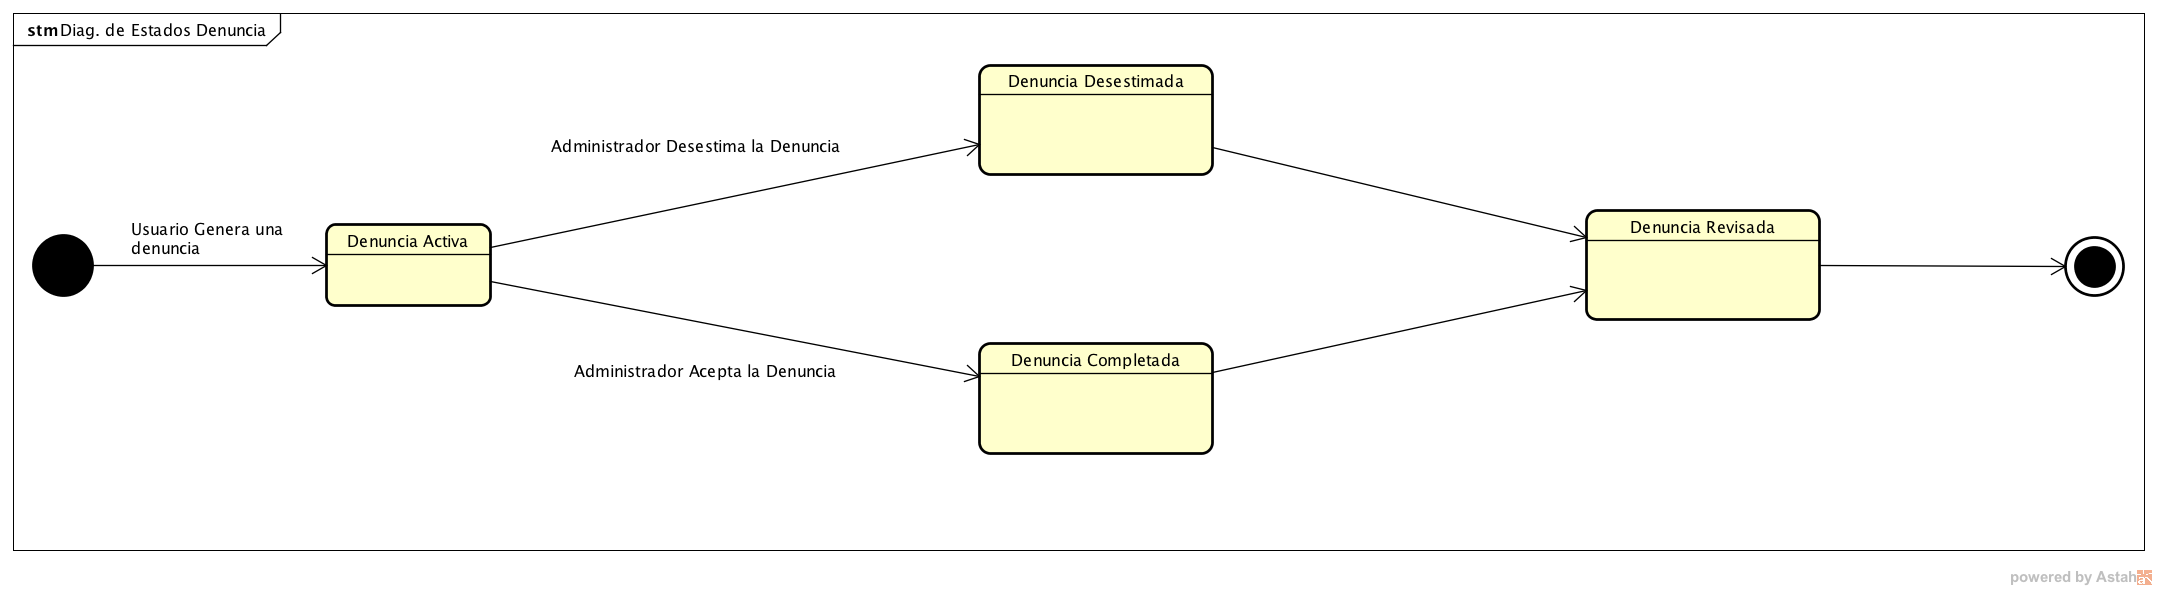 stm Diag. de Estados Denuncia
Denuncia Desestimada
Administrador Desestima la Denuncia
Usuario Genera una
denuncia
Denuncia Activa
Denuncia Revisada
Denuncia Completada
Administrador Acepta la Denuncia
powered by Astah